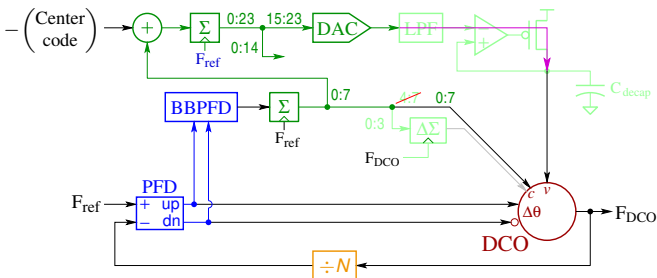 −(Center code)
+
Σ
F_ref
0:23
15:23
0:14
DAC
LPF
+
−
C_decap
BBPFD
Σ
F_ref
0:7
4:7
0:7
0:3
ΔΣ
F_DCO
c
v
F_ref
PFD
+
−
up
dn
Δθ
DCO
F_DCO
÷N